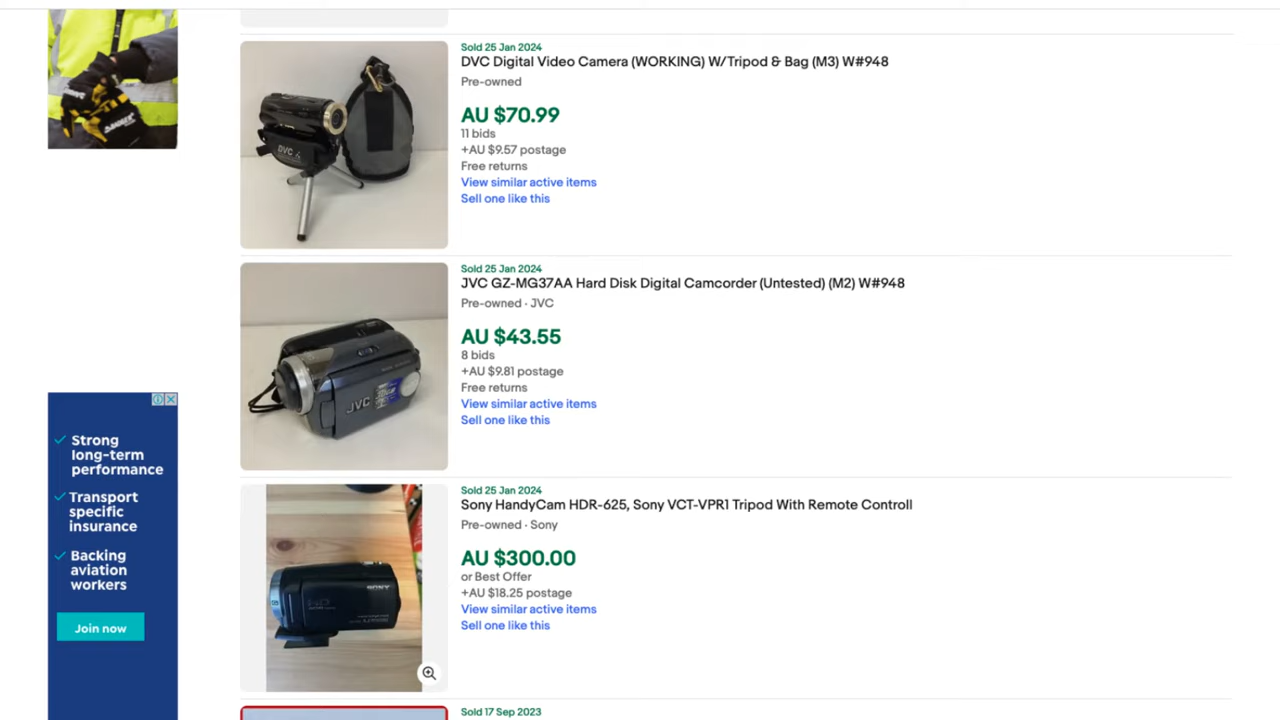 Sold 25 Jan 2024
DVC Digital Video Camera (WORKING) W/Tripod & Bag (M3) W#948
Pre-owned
AU $70.99
11 bids
+AU $9.57 postage
Free returns
View similar active items
Sell one like this
DVC
Sold 25 Jan 2024
JVC GZ-MG37AA Hard Disk Digital Camcorder (Untested) (M2) W#948
Pre-owned · JVC
AU $43.55
8 bids
+AU $9.81 postage
Free returns
View similar active items
Sell one like this
JVC
Strong
long-term
performance
Transport
specific
insurance
Backing
aviation
workers
Join now
Sold 25 Jan 2024
Sony HandyCam HDR-625, Sony VCT-VPR1 Tripod With Remote Controll
Pre-owned · Sony
AU $300.00
or Best Offer
+AU $18.25 postage
View similar active items
Sell one like this
SONY
Sold 17 Sep 2023